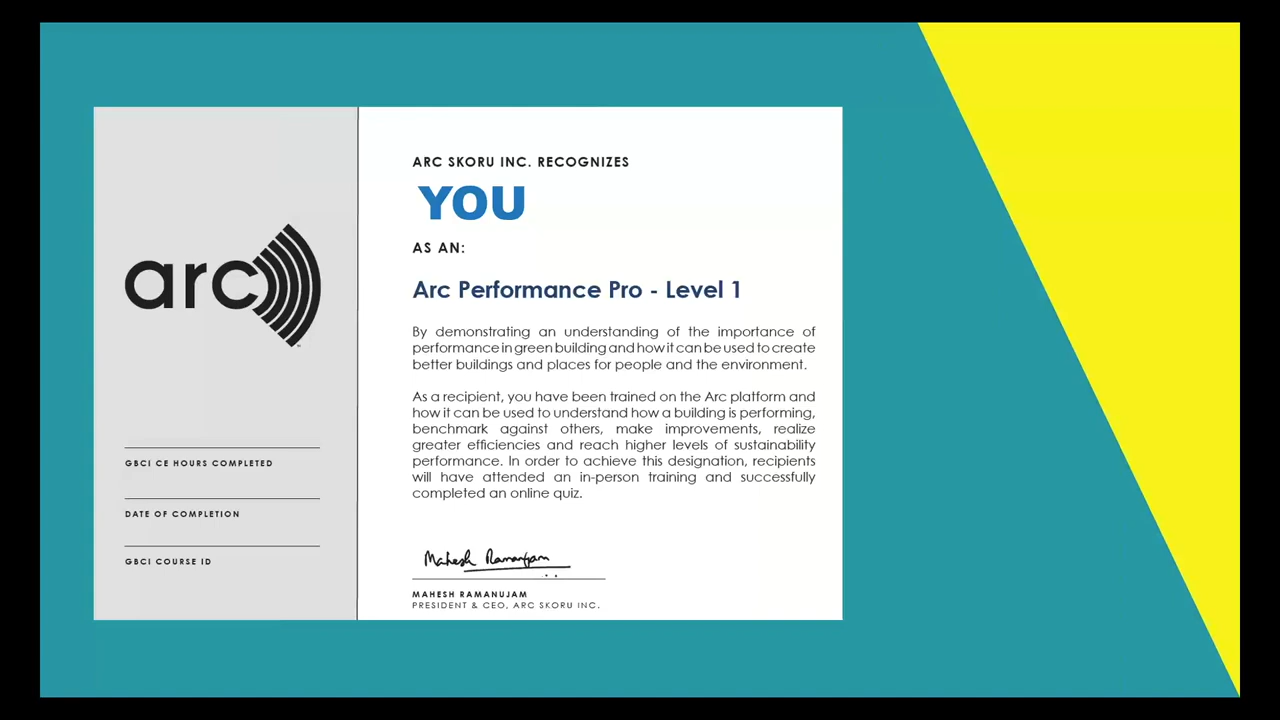 arc
GBCI CE HOURS COMPLETED
DATE OF COMPLETION
GBCI COURSE ID
ARC SKORU INC. RECOGNIZES
YOU
AS AN:
Arc Performance Pro - Level 1
By demonstrating an understanding of the importance of
performance in green building and how it can be used to create
better buildings and places for people and the environment.
As a recipient, you have been trained on the Arc platform and
how it can be used to understand how a building is performing,
benchmark against others, make improvements, realize
greater efficiencies and reach higher levels of sustainability
performance. In order to achieve this designation, recipients
will have attended an in-person training and successfully
completed an online quiz.
Mahesh Ramanujam
MAHESH RAMANUJAM
PRESIDENT & CEO, ARC SKORU INC.